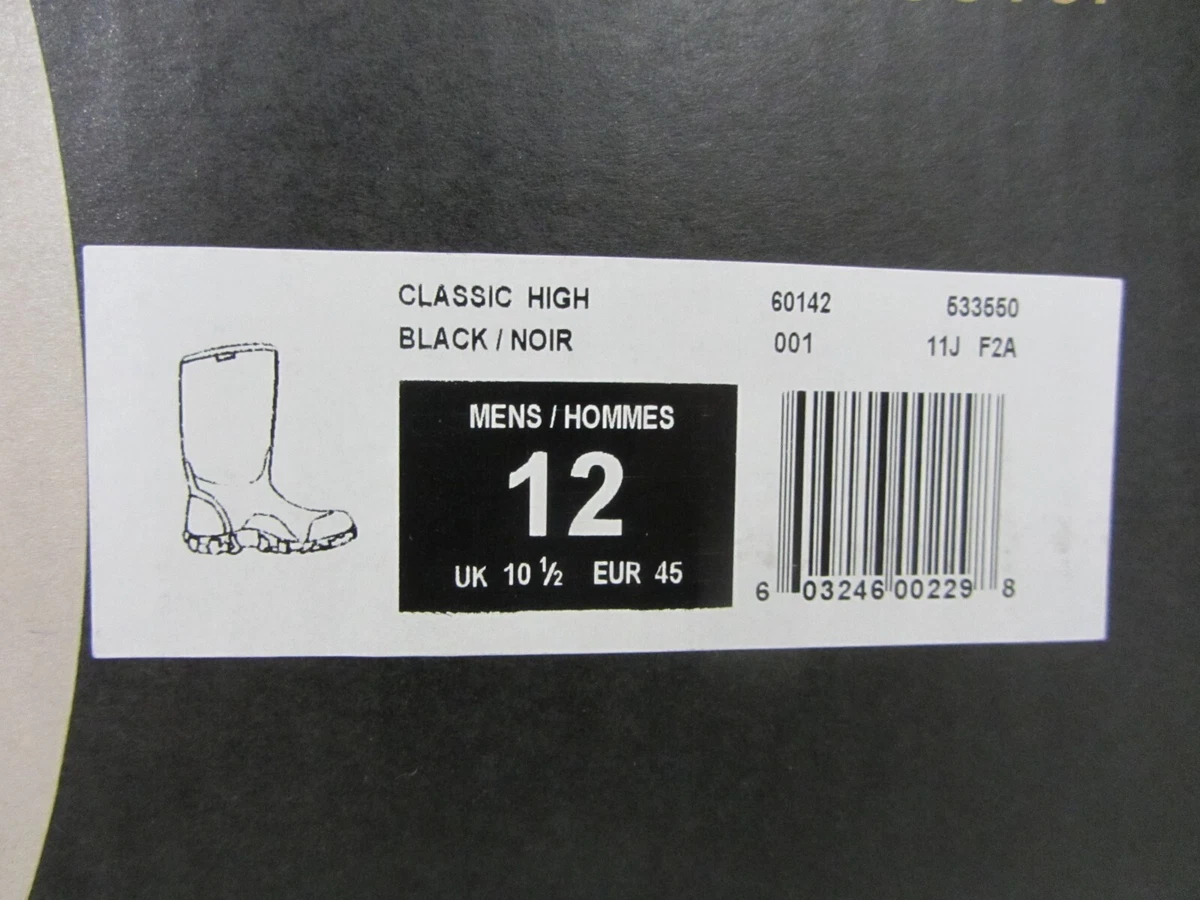 CLASSIC HIGH 60142 533550
BLACK / NOIR 001 11J F2A
MENS / HOMMES
12
UK 10 ½ EUR 45
6 03246 00229 8